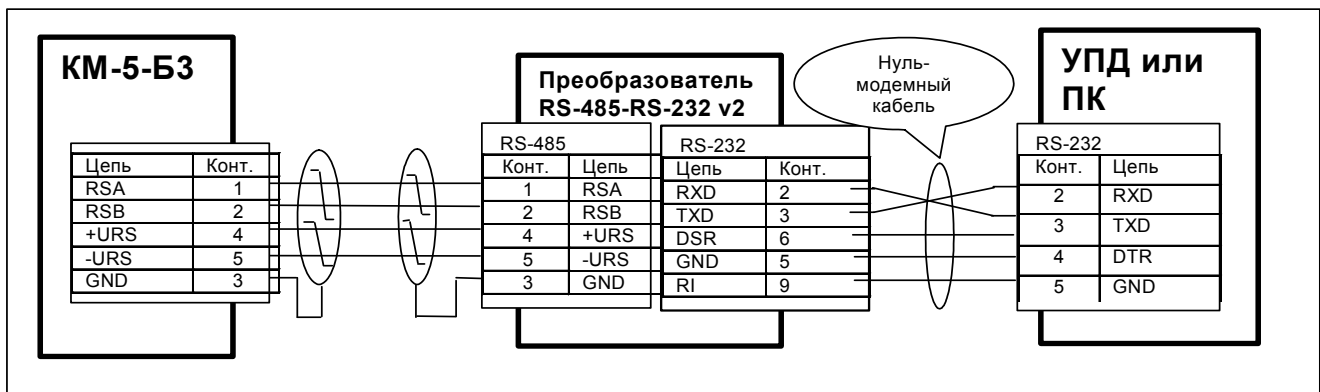 КМ-5-Б3
Цепь Конт.
RSA 1
RSB 2
+URS 4
-URS 5
GND 3
Преобразователь
RS-485-RS-232 v2
RS-485
Конт. Цепь
1 RSA
2 RSB
4 +URS
5 -URS
3 GND
RS-232
Цепь Конт.
RXD 2
TXD 3
DSR 6
GND 5
RI 9
Нуль-
модемный
кабель
УПД или
ПК
RS-232
Конт. Цепь
2 RXD
3 TXD
4 DTR
5 GND